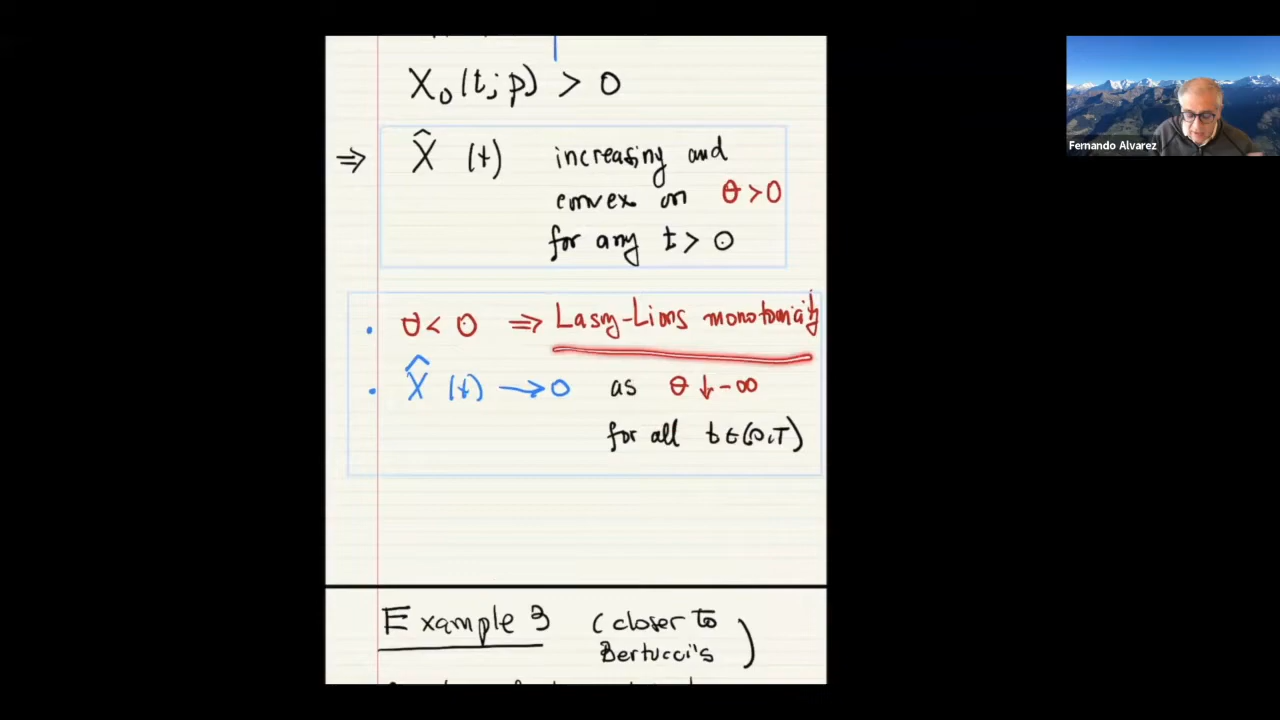 X₀(t; p) > 0
⇒ X̂ (t) increasing and
convex on θ > 0
for any t > 0
• θ < 0 ⇒ Lasry-Lions monotonicity
• X̂ (t) → 0 as θ ↓ -∞
for all t ∈ (0,T)
Example 3 (closer to
Bertucci's)
Fernando Alvarez